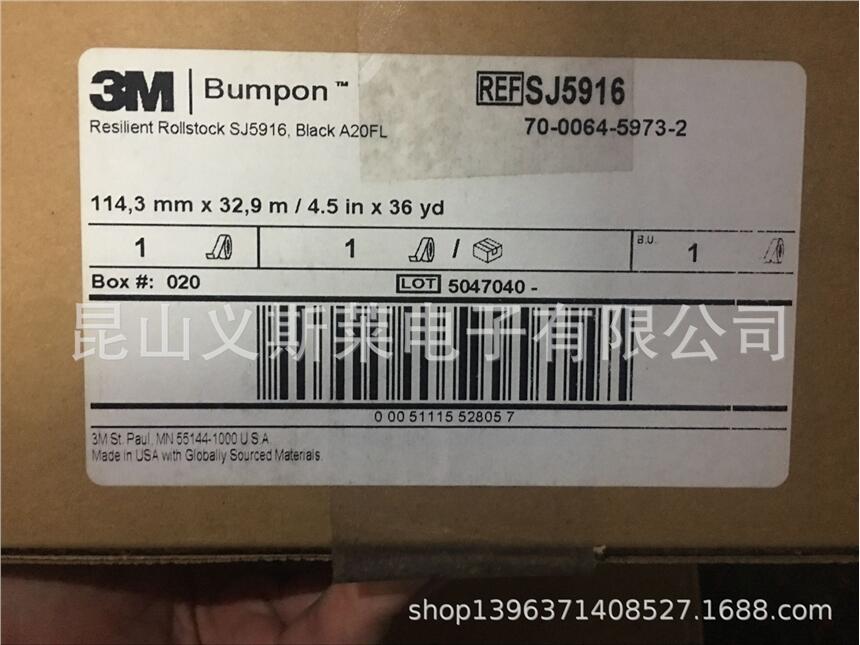 3M Bumpon™ REF SJ5916
Resilient Rollstock SJ5916, Black A20FL 70-0064-5973-2
114,3 mm x 32,9 m / 4.5 in x 36 yd
1 1 / B.U. 1
Box #: 020 LOT 5047040 -
昆山义斯莱电子有限公司
0 00 51115 52805 7
3M St. Paul, MN 55144-1000 U.S.A.
Made in USA with Globally Sourced Materials.
shop1396371408527.1688.com